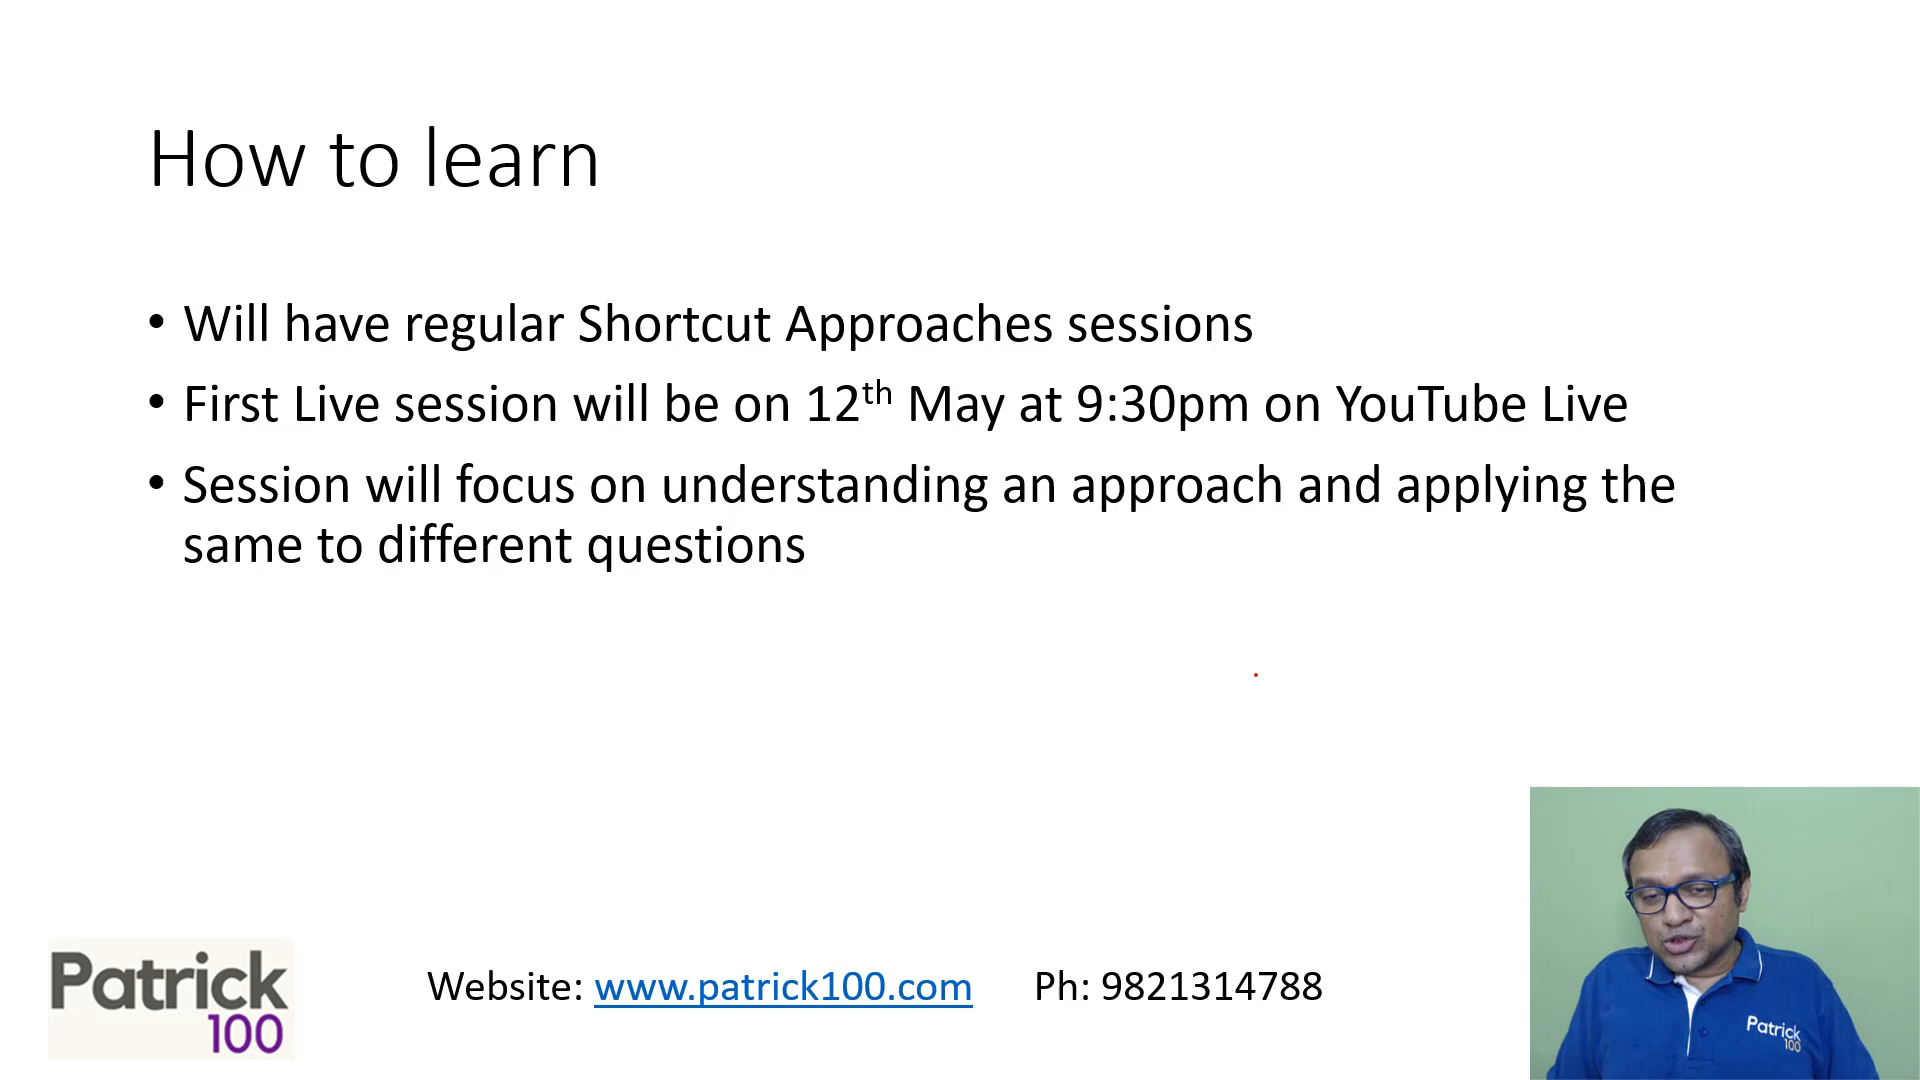 How to learn
• Will have regular Shortcut Approaches sessions
• First Live session will be on 12th May at 9:30pm on YouTube Live
• Session will focus on understanding an approach and applying the
same to different questions
Patrick
100
Website: www.patrick100.com Ph: 9821314788
Patrick
100